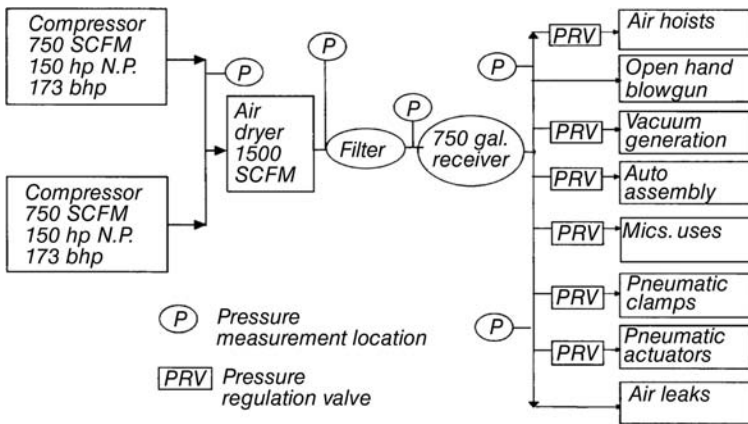 Compressor
750 SCFM
150 hp N.P.
173 bhp
P
P
P
Air
dryer
1500
SCFM
Filter
750 gal.
receiver
Compressor
750 SCFM
150 hp N.P.
173 bhp
P
P
PRV
Air hoists
Open hand
blowgun
PRV
Vacuum
generation
PRV
Auto
assembly
PRV
Mics. uses
PRV
Pneumatic
clamps
PRV
Pneumatic
actuators
Air leaks
P
Pressure
measurement location
PRV
Pressure
regulation valve